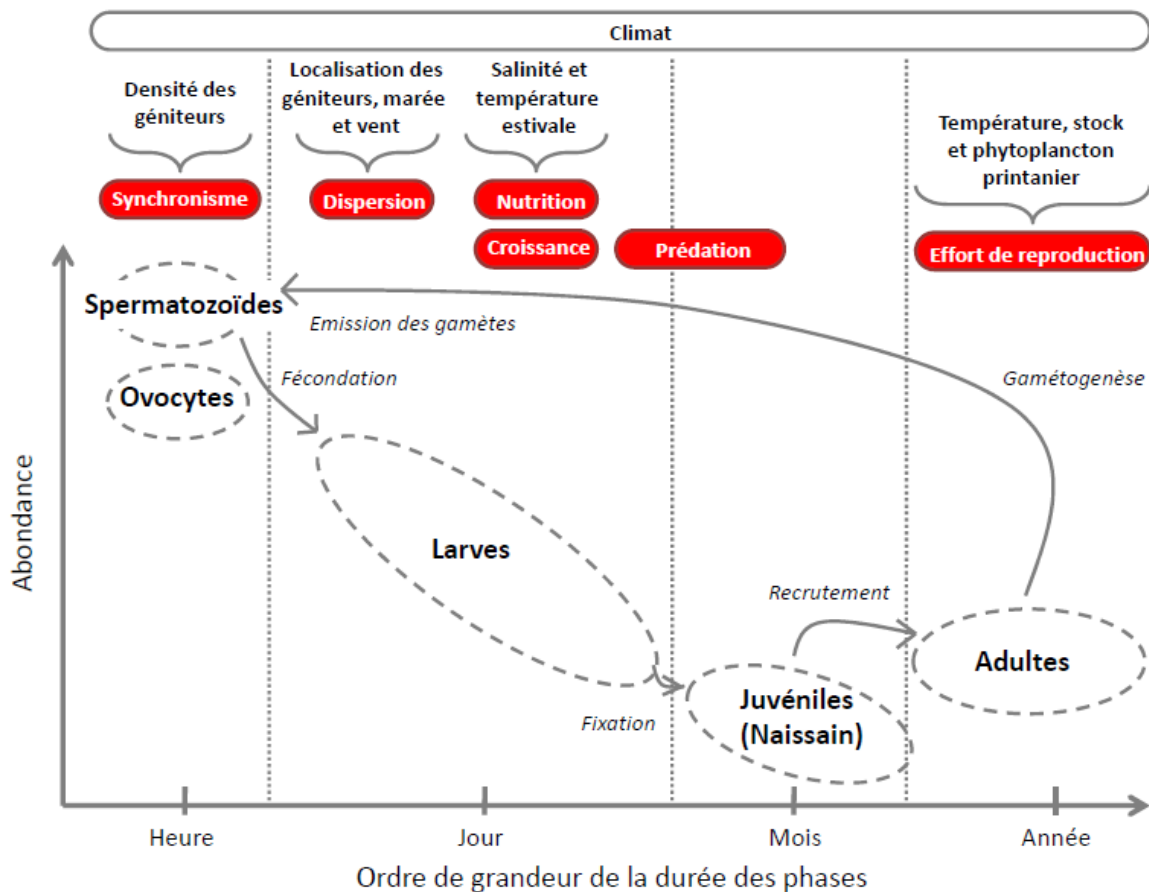 Climat
Densité des
géniteurs
Localisation des
géniteurs, marée
et vent
Salinité et
température
estivale
Température, stock
et phytoplancton
printanier
Synchronisme
Dispersion
Nutrition
Croissance
Prédation
Effort de reproduction
Spermatozoïdes
Emission des gamètes
Fécondation
Gamétogenèse
Ovocytes
Larves
Recrutement
Adultes
Juvéniles
(Naissain)
Fixation
Abondance
Heure
Jour
Mois
Année
Ordre de grandeur de la durée des phases